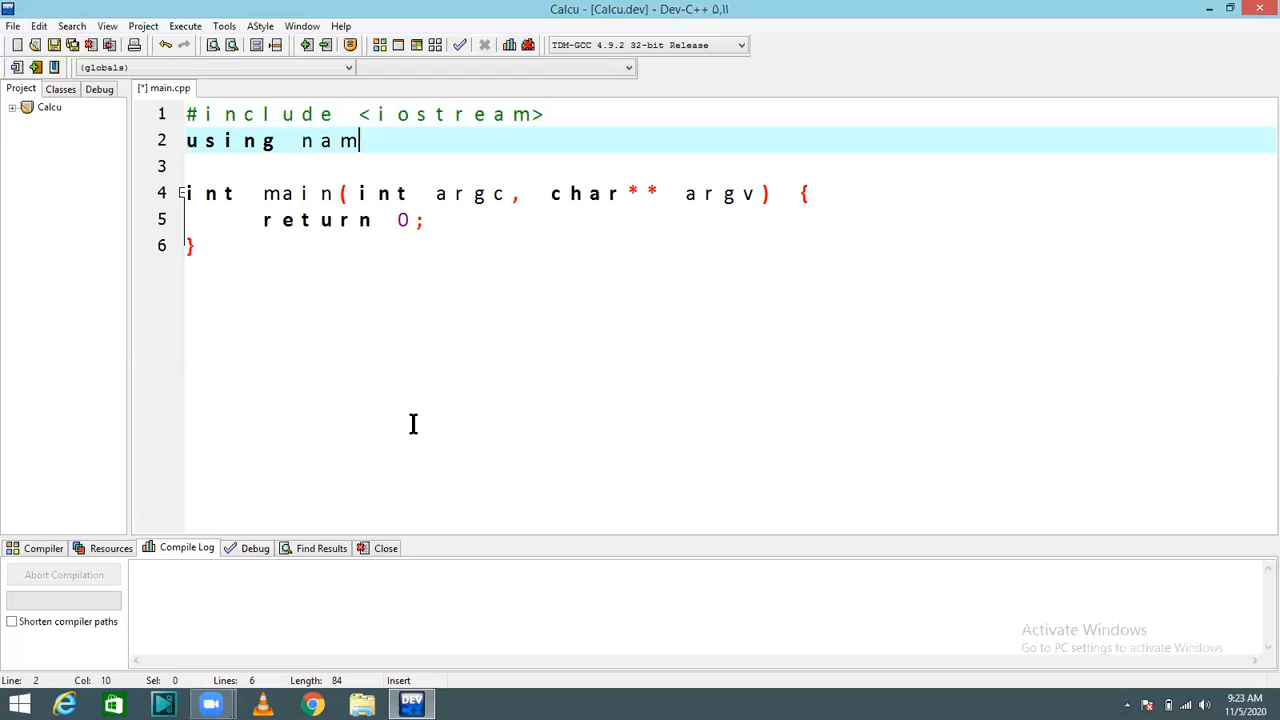 Calcu - [Calcu.dev] - Dev-C++ ۵,۱۱
File Edit Search View Project Execute Tools AStyle Window Help
TDM-GCC 4.9.2 32-bit Release
(globals)
Project Classes Debug [*] main.cpp
Calcu
1 #include <iostream>
2 using nam
3
4 int main(int argc, char** argv) {
5 return 0;
6 }
Compiler Resources Compile Log Debug Find Results Close
Abort Compilation
Shorten compiler paths
Activate Windows
Go to PC settings to activate Windows.
Line: 2 Col: 10 Sel: 0 Lines: 6 Length: 84 Insert
DEV
9:23 AM
11/5/2020